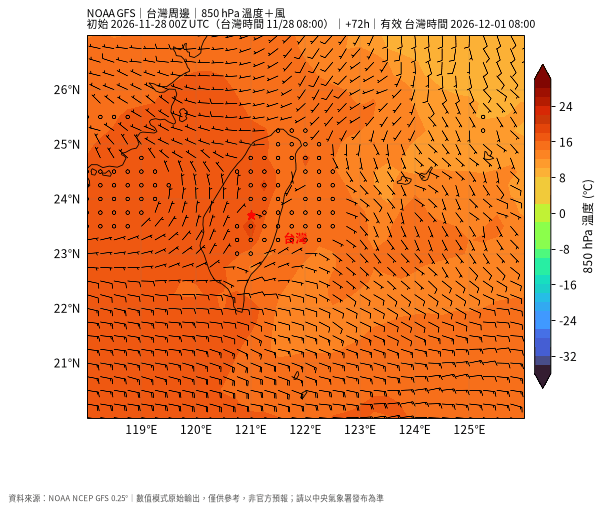 NOAA GFS｜台灣周邊｜850 hPa 溫度＋風
初始 2026-11-28 00Z UTC（台灣時間 11/28 08:00）｜+72h｜有效 台灣時間 2026-12-01 08:00
26°N
25°N
24°N
23°N
22°N
21°N
119°E 120°E 121°E 122°E 123°E 124°E 125°E
台灣
24
16
8
0
-8
-16
-24
-32
850 hPa 溫度 (°C)
資料來源：NOAA NCEP GFS 0.25°｜數值模式原始輸出，僅供參考，非官方預報；請以中央氣象署發布為準